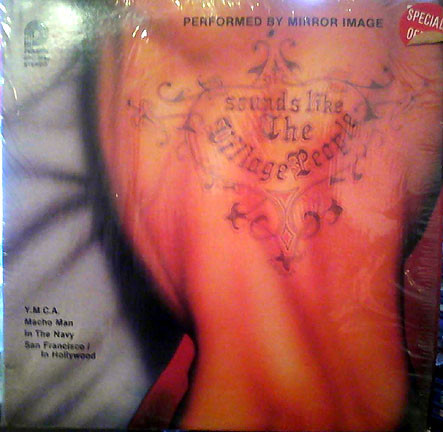 PERFORMED BY MIRROR IMAGE
SPECIAL
STEREO
sounds like
The
Village People
Y.M.C.A.
Macho Man
In The Navy
San Francisco /
In Hollywood